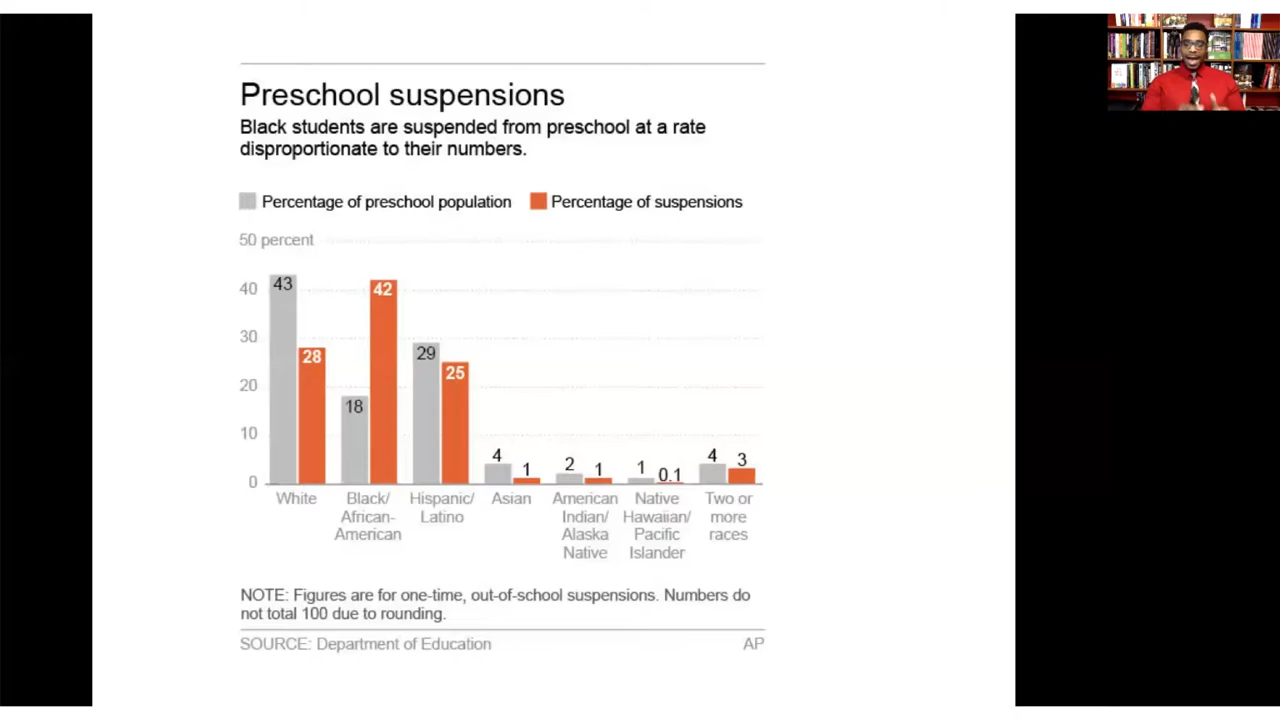 Preschool suspensions
Black students are suspended from preschool at a rate
disproportionate to their numbers.
Percentage of preschool population Percentage of suspensions
50 percent
40
30
20
10
0
43 28
18 42
29 25
4 1
2 1
1 0.1
4 3
White
Black/
African-
American
Hispanic/
Latino
Asian
American
Indian/
Alaska
Native
Native
Hawaiian/
Pacific
Islander
Two or
more
races
NOTE: Figures are for one-time, out-of-school suspensions. Numbers do
not total 100 due to rounding.
SOURCE: Department of Education AP